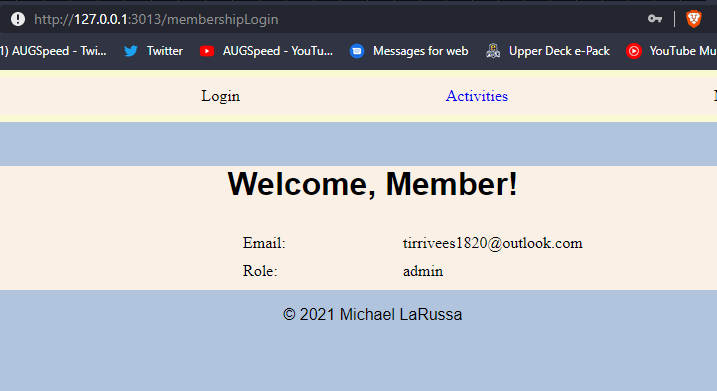 http://127.0.0.1:3013/membershipLogin
1) AUGSpeed - Twi... Twitter AUGSpeed - YouTu... Messages for web Upper Deck e-Pack YouTube Mu
Login Activities
Welcome, Member!
Email: tirrivees1820@outlook.com
Role: admin
© 2021 Michael LaRussa